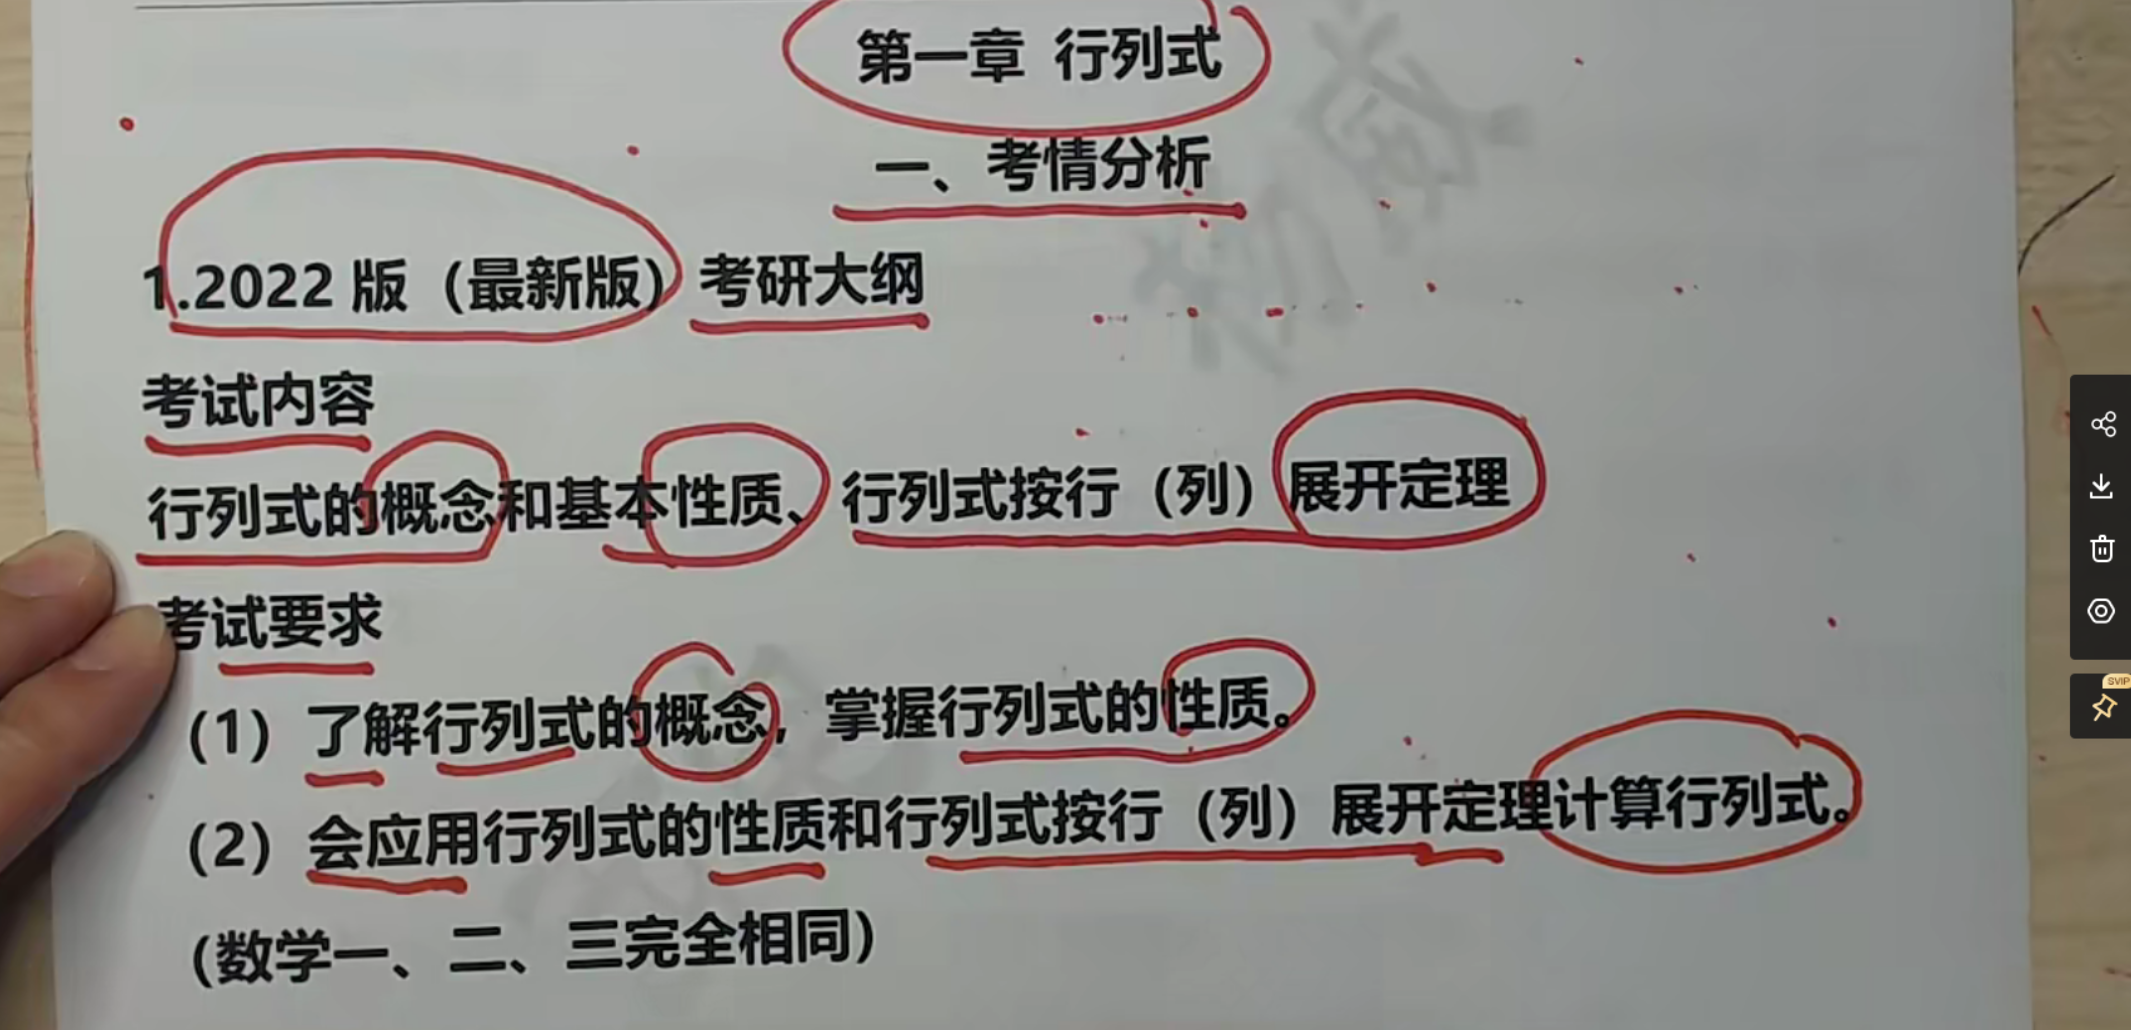 第一章 行列式
一、考情分析
1.2022 版（最新版）考研大纲
考试内容
行列式的概念和基本性质、行列式按行（列）展开定理
考试要求
（1）了解行列式的概念，掌握行列式的性质。
（2）会应用行列式的性质和行列式按行（列）展开定理计算行列式。
（数学一、二、三完全相同）
SVIP